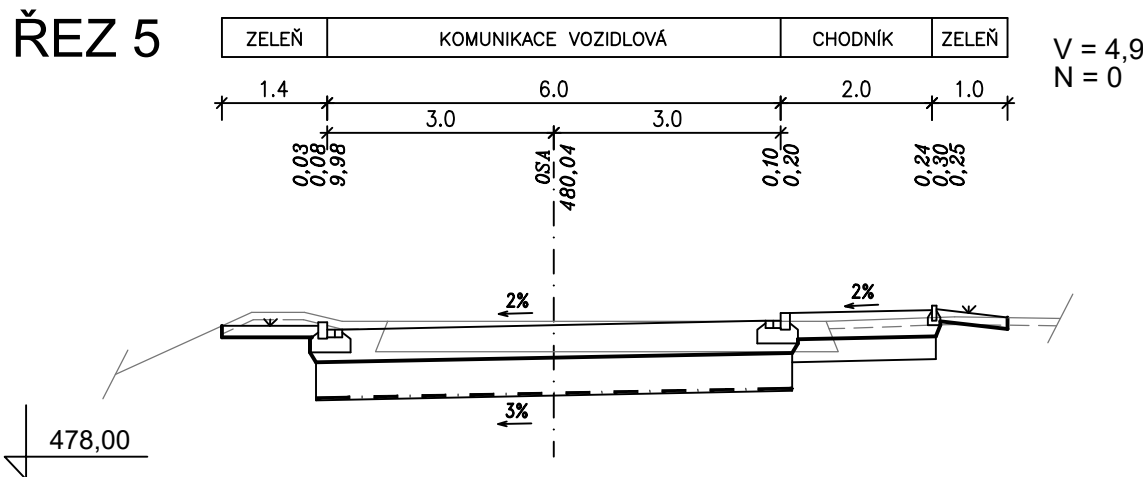 ŘEZ 5
ZELEŇ
KOMUNIKACE VOZIDLOVÁ
CHODNÍK
ZELEŇ
V = 4,9
N = 0
1.4
6.0
2.0
1.0
3.0
3.0
0,03
0,08
9,98
OSA
480,04
0,10
0,20
0,24
0,30
0,25
2%
2%
3%
478,00